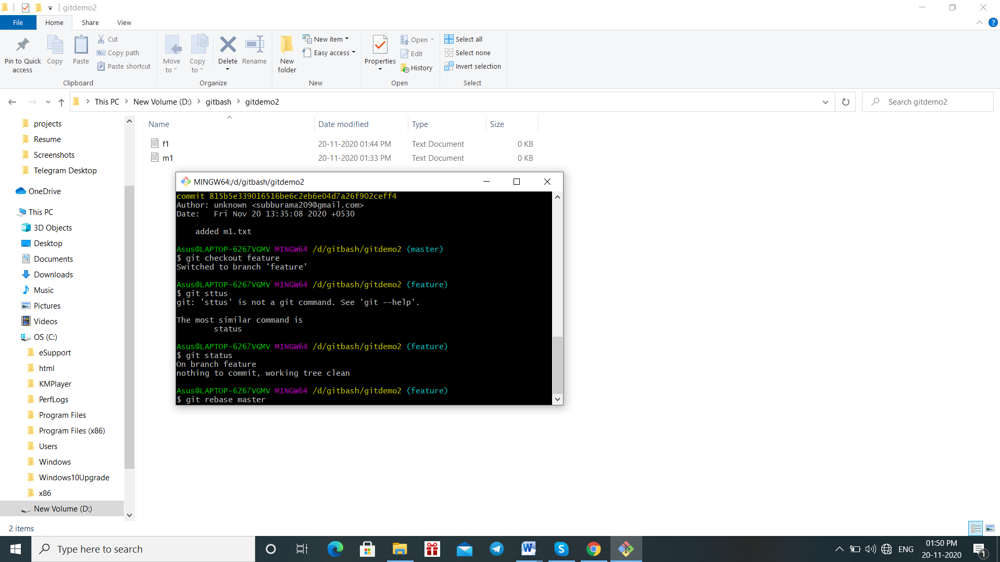 gitdemo2
File Home Share View
Pin to Quick access
Copy
Paste
Cut
Copy path
Paste shortcut
Clipboard
Move to
Copy to
Delete
Rename
Organize
New folder
New item
Easy access
New
Properties
Open
Edit
History
Open
Select all
Select none
Invert selection
Select
This PC > New Volume (D:) > gitbash > gitdemo2
Search gitdemo2
projects
Resume
Screenshots
Telegram Desktop
OneDrive
This PC
3D Objects
Desktop
Documents
Downloads
Music
Pictures
Videos
OS (C:)
eSupport
html
KMPlayer
PerfLogs
Program Files
Program Files (x86)
Users
Windows
Windows10Upgrade
x86
New Volume (D:)
Name Date modified Type Size
f1 20-11-2020 01:44 PM Text Document 0 KB
m1 20-11-2020 01:33 PM Text Document 0 KB
MINGW64:/d/gitbash/gitdemo2
commit 815b5e339016516be6c2eb6e04d7a26f902ceff4
Author: unknown <subburama209@gmail.com>
Date:   Fri Nov 20 13:35:08 2020 +0530
added m1.txt
Asus@LAPTOP-6267VGMV MINGW64 /d/gitbash/gitdemo2 (master)
$ git checkout feature
Switched to branch 'feature'
Asus@LAPTOP-6267VGMV MINGW64 /d/gitbash/gitdemo2 (feature)
$ git sttus
git: 'sttus' is not a git command. See 'git --help'.
The most similar command is
status
Asus@LAPTOP-6267VGMV MINGW64 /d/gitbash/gitdemo2 (feature)
$ git status
On branch feature
nothing to commit, working tree clean
Asus@LAPTOP-6267VGMV MINGW64 /d/gitbash/gitdemo2 (feature)
$ git rebase master
2 items
Type here to search
ENG
01:50 PM
20-11-2020
1